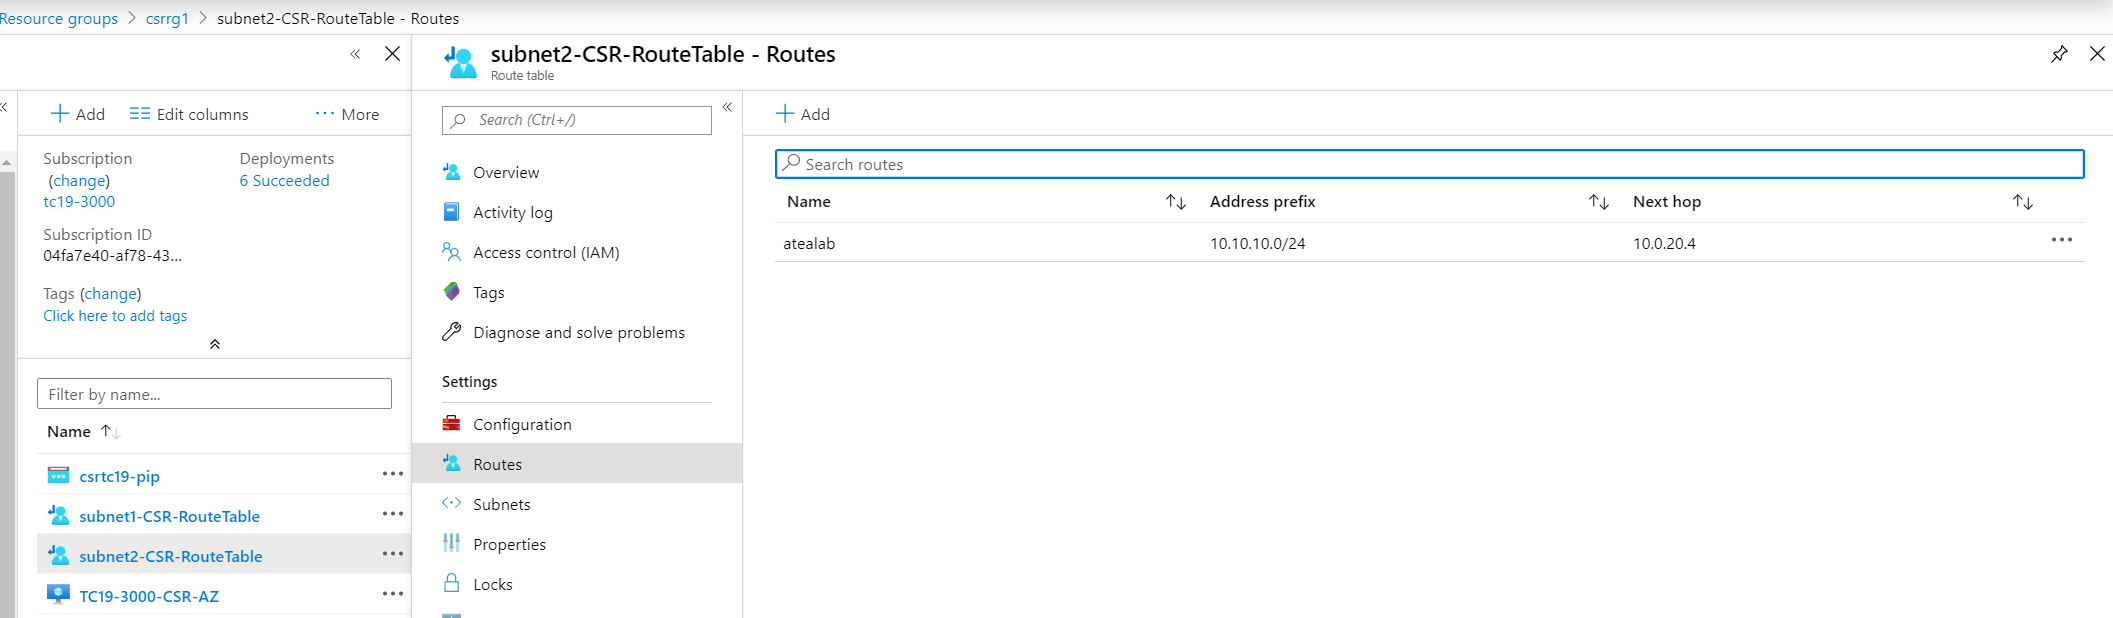 Resource groups > csrrg1 > subnet2-CSR-RouteTable - Routes
subnet2-CSR-RouteTable - Routes
Route table
Add
Edit columns
More
Subscription
(change)
tc19-3000
Deployments
6 Succeeded
Subscription ID
04fa7e40-af78-43...
Tags (change)
Click here to add tags
Filter by name...
Name
csrtc19-pip
subnet1-CSR-RouteTable
subnet2-CSR-RouteTable
TC19-3000-CSR-AZ
Search (Ctrl+/)
Overview
Activity log
Access control (IAM)
Tags
Diagnose and solve problems
Settings
Configuration
Routes
Subnets
Properties
Locks
Add
Search routes
Name Address prefix Next hop
atealab 10.10.10.0/24 10.0.20.4